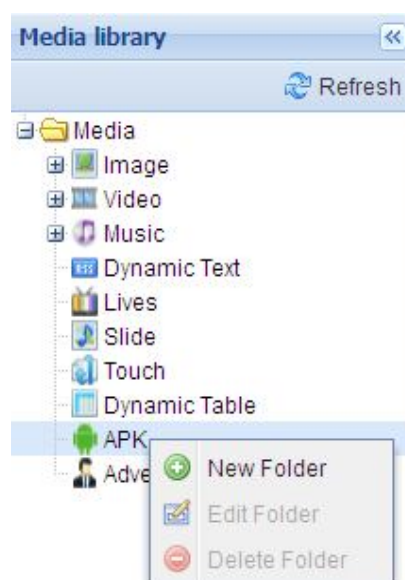 Media library
Refresh
Media
Image
Video
Music
Dynamic Text
Lives
Slide
Touch
Dynamic Table
APK
Adve
New Folder
Edit Folder
Delete Folder